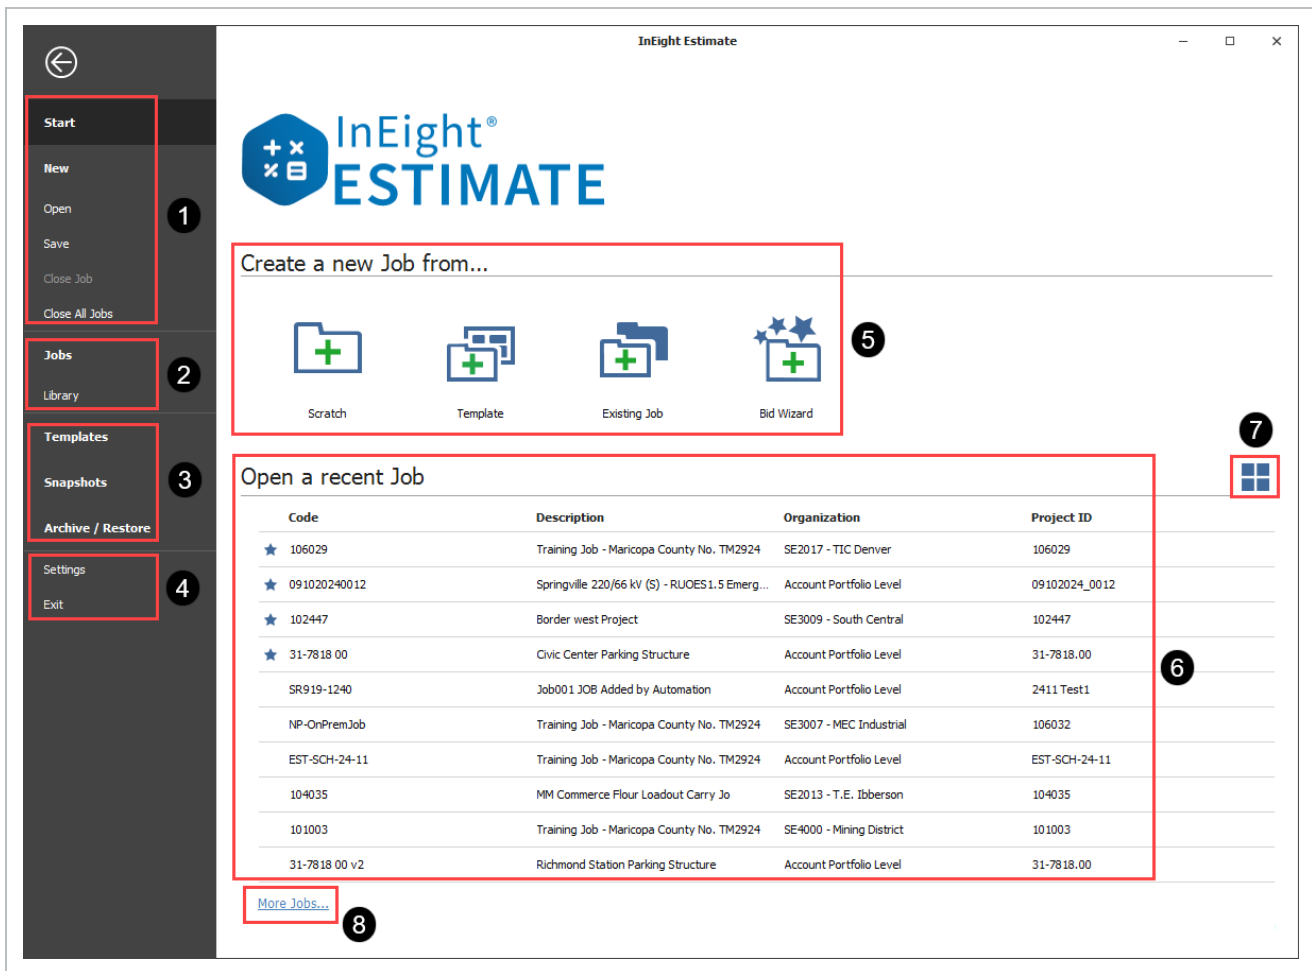 InEight Estimate
Start
New
Open
Save
Close Job
Close All Jobs
1
Jobs
Library
2
Templates
Snapshots
Archive / Restore
3
Settings
Exit
4
InEight®
ESTIMATE
Create a new Job from...
Scratch Template Existing Job Bid Wizard
5
7
Open a recent Job
Code Description Organization Project ID
106029 Training Job - Maricopa County No. TM2924 SE2017 - TIC Denver 106029
091020240012 Springville 220/66 kV (S) - RUOES1.5 Emerg... Account Portfolio Level 09102024_0012
102447 Border west Project SE3009 - South Central 102447
31-7818 00 Civic Center Parking Structure Account Portfolio Level 31-7818.00
SR919-1240 Job001 JOB Added by Automation Account Portfolio Level 2411 Test1
NP-OnPremJob Training Job - Maricopa County No. TM2924 SE3007 - MEC Industrial 106032
EST-SCH-24-11 Training Job - Maricopa County No. TM2924 Account Portfolio Level EST-SCH-24-11
104035 MM Commerce Flour Loadout Carry Jo SE2013 - T.E. Ibberson 104035
101003 Training Job - Maricopa County No. TM2924 SE4000 - Mining District 101003
31-7818 00 v2 Richmond Station Parking Structure Account Portfolio Level 31-7818.00
6
More Jobs...
8